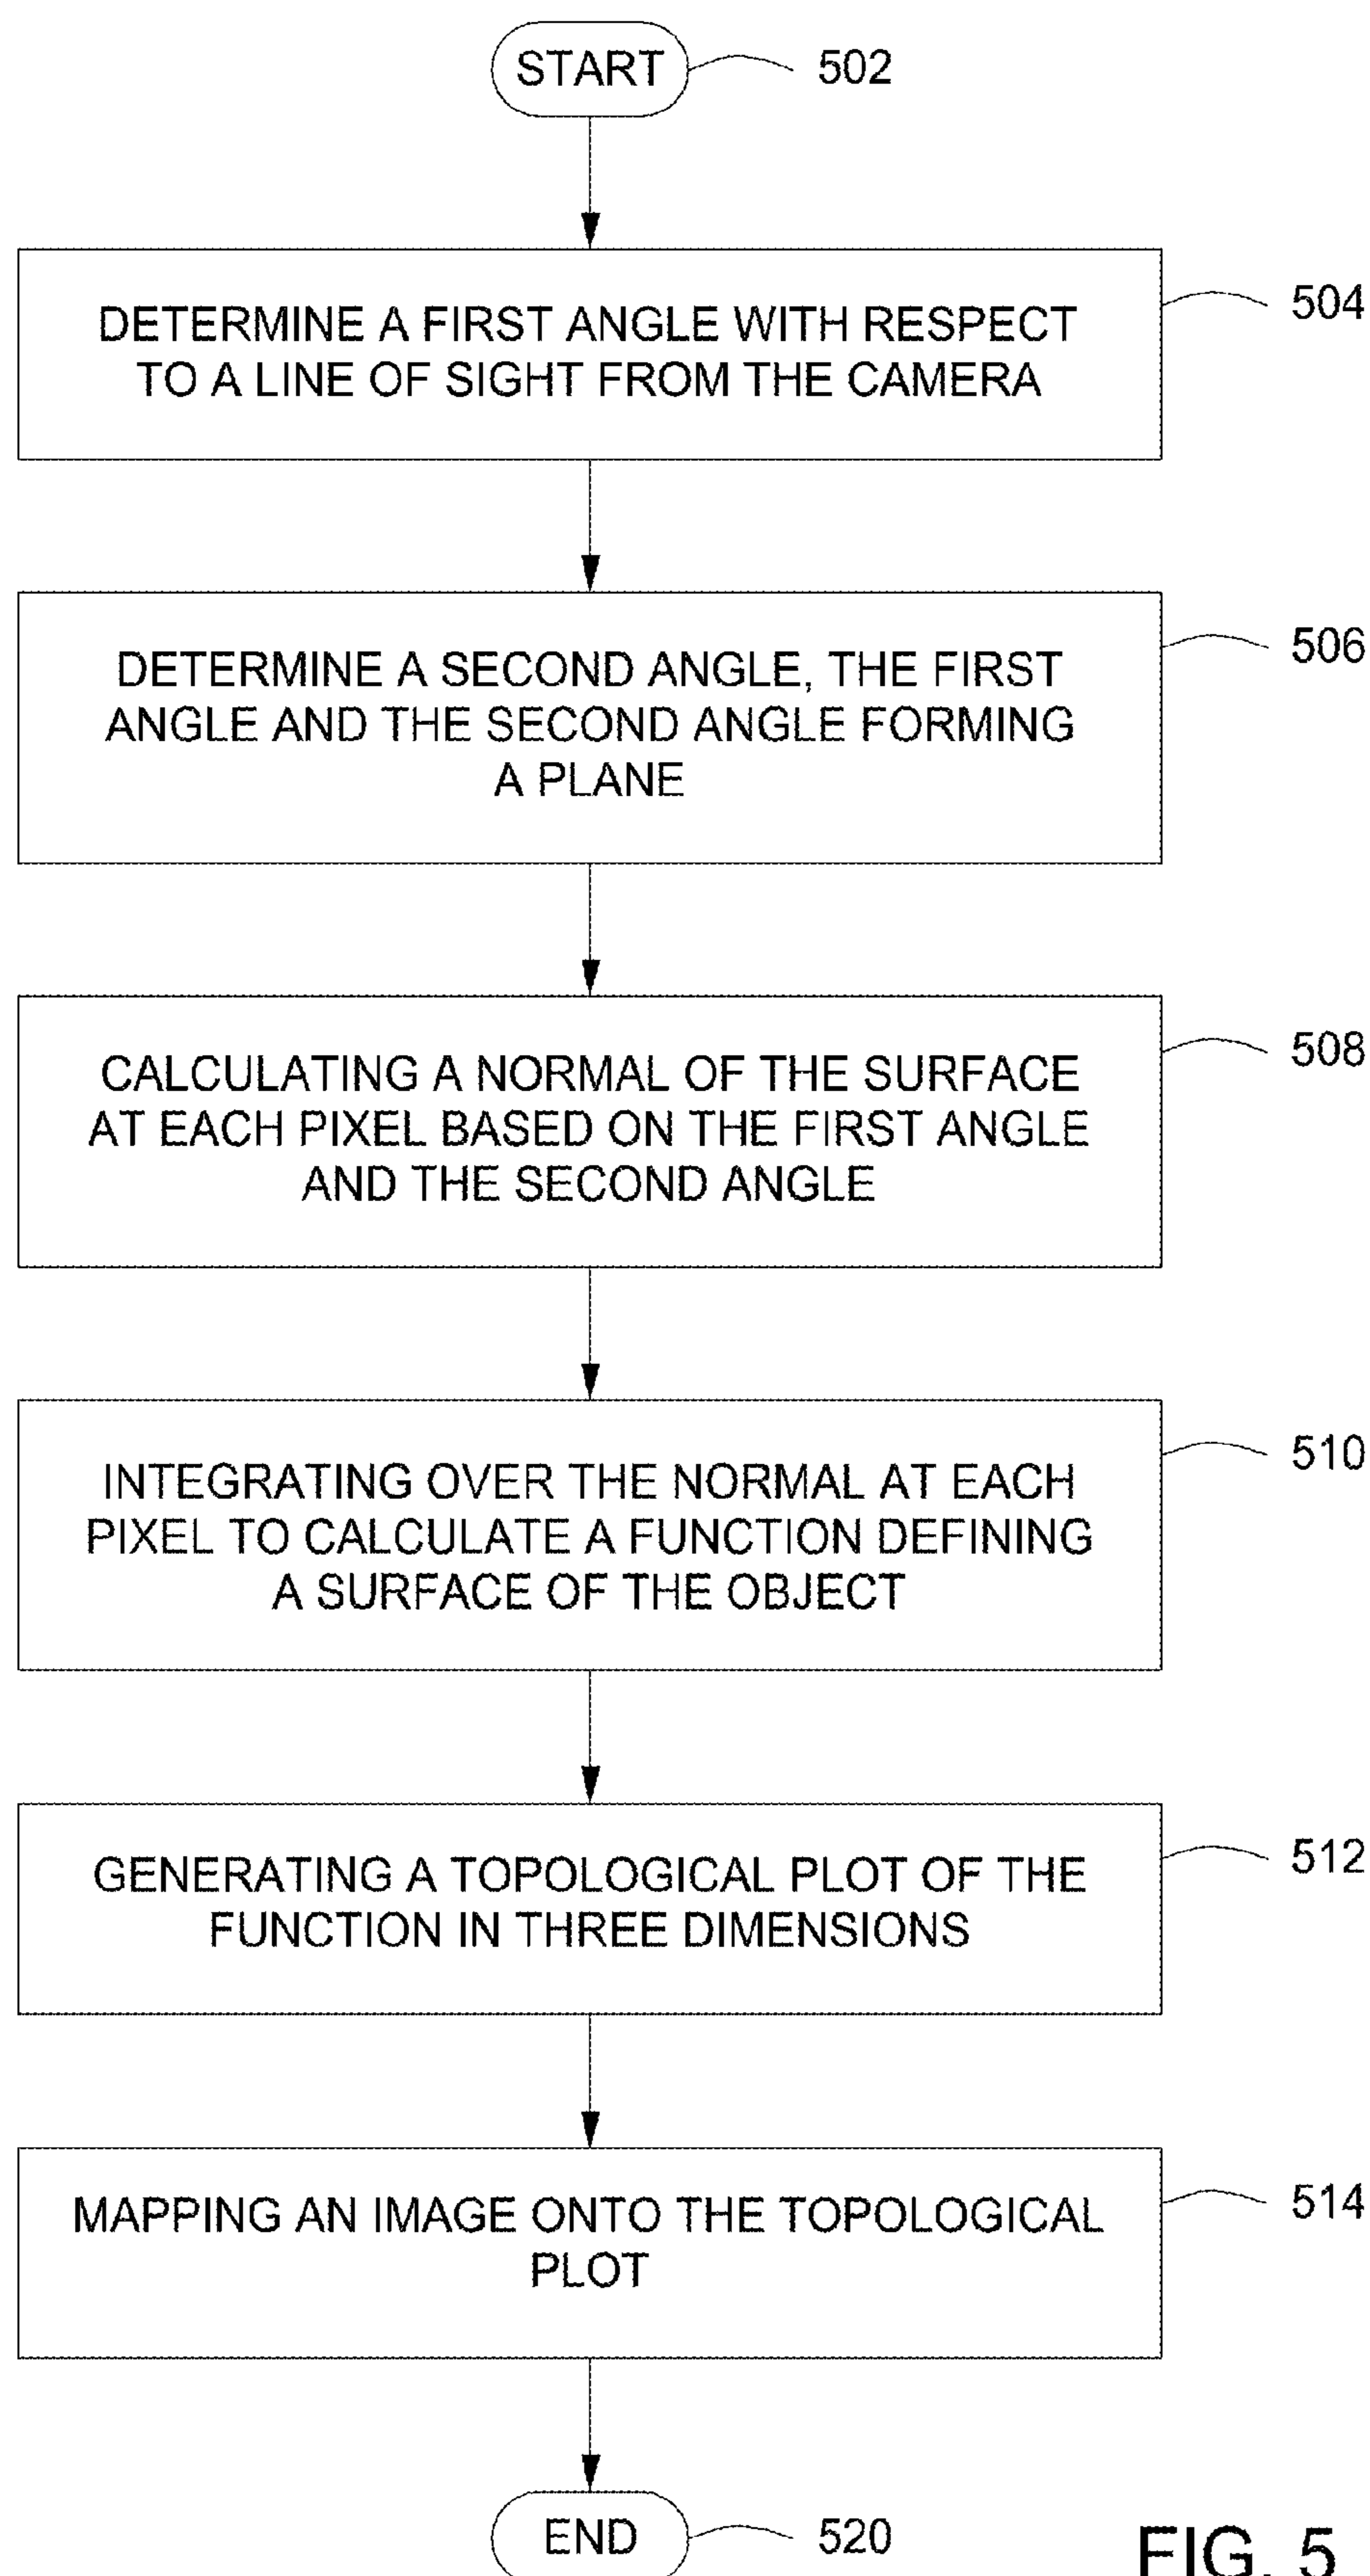 START
502
DETERMINE A FIRST ANGLE WITH RESPECT
TO A LINE OF SIGHT FROM THE CAMERA
504
DETERMINE A SECOND ANGLE, THE FIRST
ANGLE AND THE SECOND ANGLE FORMING
A PLANE
506
CALCULATING A NORMAL OF THE SURFACE
AT EACH PIXEL BASED ON THE FIRST ANGLE
AND THE SECOND ANGLE
508
INTEGRATING OVER THE NORMAL AT EACH
PIXEL TO CALCULATE A FUNCTION DEFINING
A SURFACE OF THE OBJECT
510
GENERATING A TOPOLOGICAL PLOT OF THE
FUNCTION IN THREE DIMENSIONS
512
MAPPING AN IMAGE ONTO THE TOPOLOGICAL
PLOT
514
END
520
FIG. 5